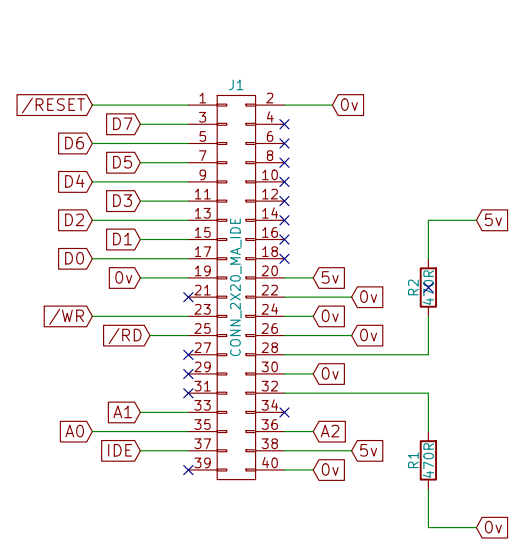 J1
/RESET 1 2 0v
D7 3 4
D6 5 6
D5 7 8
D4 9 10
D3 11 12
D2 13 14 5v
D1 15 16
D0 17 18
0v 19 20 5v
21 22 0v
/WR 23 24 0v
/RD 25 26 0v
27 28
29 30 0v
31 32
A1 33 34
A0 35 36 A2
IDE 37 38 5v
39 40 0v
CONN_2X20_MA_IDE
R2
470R
R1
470R
0v